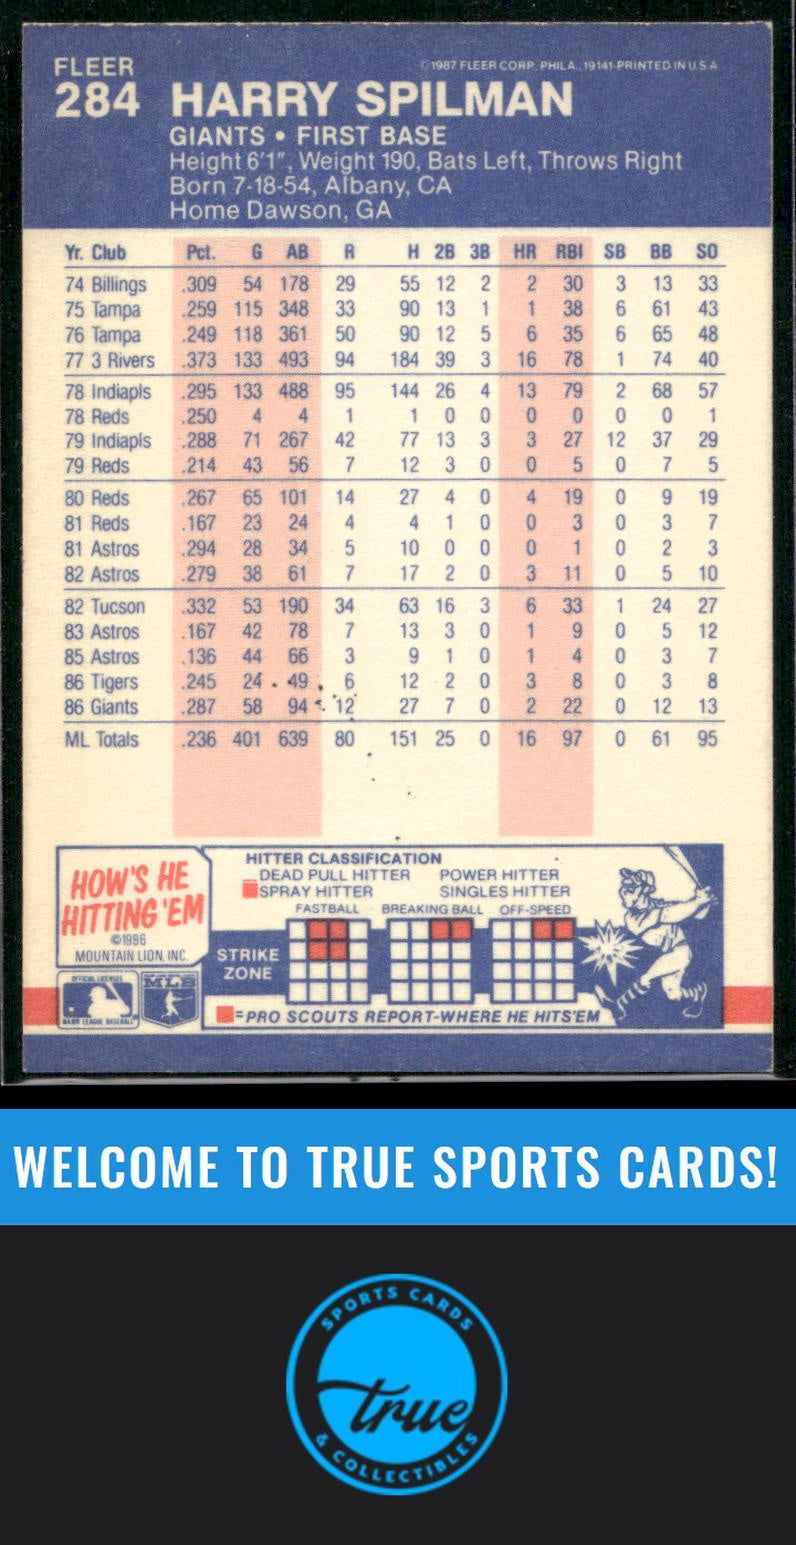 FLEER
284 HARRY SPILMAN
© 1987 FLEER CORP. PHILA., 19141-PRINTED IN U.S.A.
GIANTS • FIRST BASE
Height 6'1", Weight 190, Bats Left, Throws Right
Born 7-18-54, Albany, CA
Home Dawson, GA
Yr. Club Pct. G AB R H 2B 3B HR RBI SB BB SO
74 Billings .309 54 178 29 55 12 2 2 30 3 13 33
75 Tampa .259 115 348 33 90 13 1 1 38 6 61 43
76 Tampa .249 118 361 50 90 12 5 6 35 6 65 48
77 3 Rivers .373 133 493 94 184 39 3 16 78 1 74 40
78 Indiapls .295 133 488 95 144 26 4 13 79 2 68 57
78 Reds .250 4 4 1 1 0 0 0 0 0 0 1
79 Indiapls .288 71 267 42 77 13 3 3 27 12 37 29
79 Reds .214 43 56 7 12 3 0 0 5 0 7 5
80 Reds .267 65 101 14 27 4 0 4 19 0 9 19
81 Reds .167 23 24 4 4 1 0 0 3 0 3 7
81 Astros .294 28 34 5 10 0 0 0 1 0 2 3
82 Astros .279 38 61 7 17 2 0 3 11 0 5 10
82 Tucson .332 53 190 34 63 16 3 6 33 1 24 27
83 Astros .167 42 78 7 13 3 0 1 9 0 5 12
85 Astros .136 44 66 3 9 1 0 1 4 0 3 7
86 Tigers .245 24 49 6 12 2 0 3 8 0 3 8
86 Giants .287 58 94 12 27 7 0 2 22 0 12 13
ML Totals .236 401 639 80 151 25 0 16 97 0 61 95
HOW'S HE
HITTING 'EM
©1986
MOUNTAIN LION, INC.
OFFICIAL LICENSEE
MAJOR LEAGUE BASEBALL
MLB
HITTER CLASSIFICATION
DEAD PULL HITTER POWER HITTER
SPRAY HITTER SINGLES HITTER
FASTBALL BREAKING BALL OFF-SPEED
STRIKE
ZONE
=PRO SCOUTS REPORT-WHERE HE HITS'EM
WELCOME TO TRUE SPORTS CARDS!
SPORTS CARDS
true
& COLLECTIBLES